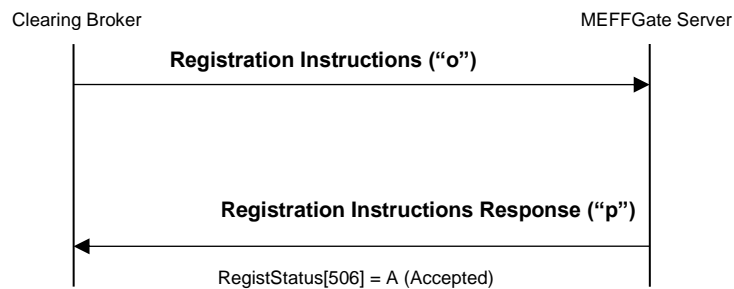 Clearing Broker
MEFFGate Server
Registration Instructions (“o”)
Registration Instructions Response (“p”)
RegistStatus[506] = A (Accepted)